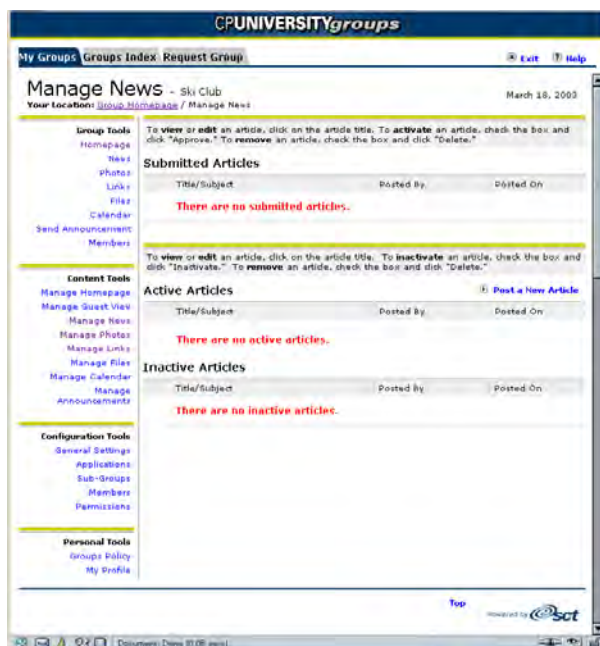 CPUNIVERSITYgroups
My Groups Groups Index Request Group
Exit Help
Manage News - Ski Club
March 18, 2003
Your Location: Group Homepage / Manage News
Group Tools
Homepage
News
Photos
Links
Files
Calendar
Send Announcement
Members
Content Tools
Manage Homepage
Manage Guest View
Manage News
Manage Photos
Manage Links
Manage Files
Manage Calendar
Manage
Announcements
Configuration Tools
General Settings
Applications
Sub-Groups
Members
Permissions
Personal Tools
Groups Policy
My Profile
To view or edit an article, click on the article title. To activate an article, check the box and
click "Approve." To remove an article, check the box and click "Delete."
Submitted Articles
Title/Subject Posted By Posted On
There are no submitted articles.
To view or edit an article, click on the article title. To inactivate an article, check the box and
click "Inactivate." To remove an article, check the box and click "Delete."
Active Articles Post a New Article
Title/Subject Posted By Posted On
There are no active articles.
Inactive Articles
Title/Subject Posted By Posted On
There are no inactive articles.
Top
Powered by sct
Document: Done